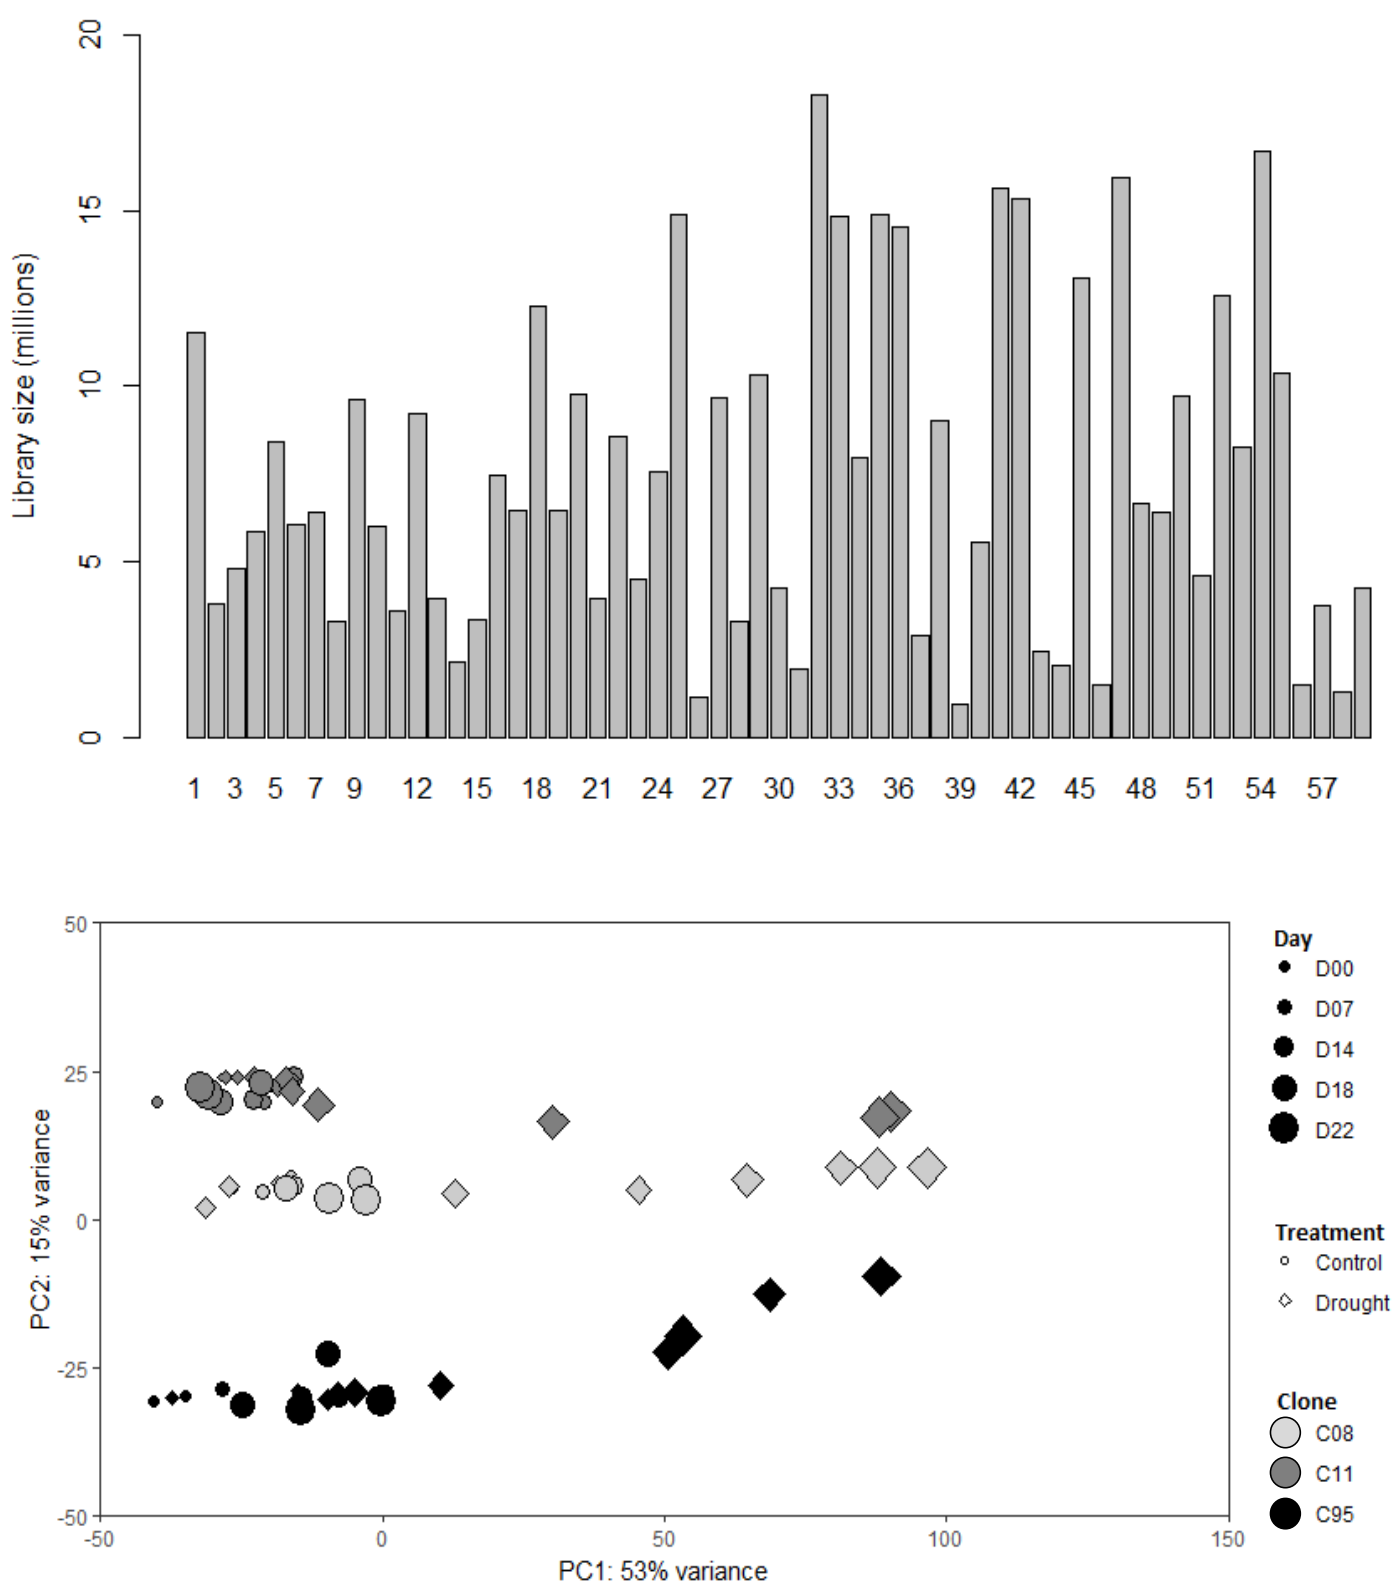 20
15
10
5
0
Library size (millions)
1 3 5 7 9 12 15 18 21 24 27 30 33 36 39 42 45 48 51 54 57
50
25
0
-25
-50
PC2: 15% variance
-50 0 50 100 150
PC1: 53% variance
Day
D00
D07
D14
D18
D22
Treatment
Control
Drought
Clone
C08
C11
C95